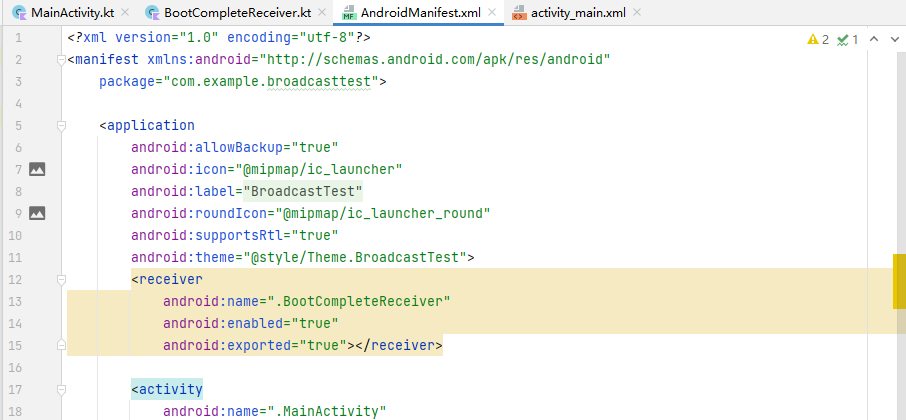 MainActivity.kt BootCompleteReceiver.kt AndroidManifest.xml activity_main.xml
1 <?xml version="1.0" encoding="utf-8"?> 2 1
2 <manifest xmlns:android="http://schemas.android.com/apk/res/android"
3 package="com.example.broadcasttest">
4
5 <application
6 android:allowBackup="true"
7 android:icon="@mipmap/ic_launcher"
8 android:label="BroadcastTest"
9 android:roundIcon="@mipmap/ic_launcher_round"
10 android:supportsRtl="true"
11 android:theme="@style/Theme.BroadcastTest">
12 <receiver
13 android:name=".BootCompleteReceiver"
14 android:enabled="true"
15 android:exported="true"></receiver>
16
17 <activity
18 android:name=".MainActivity"